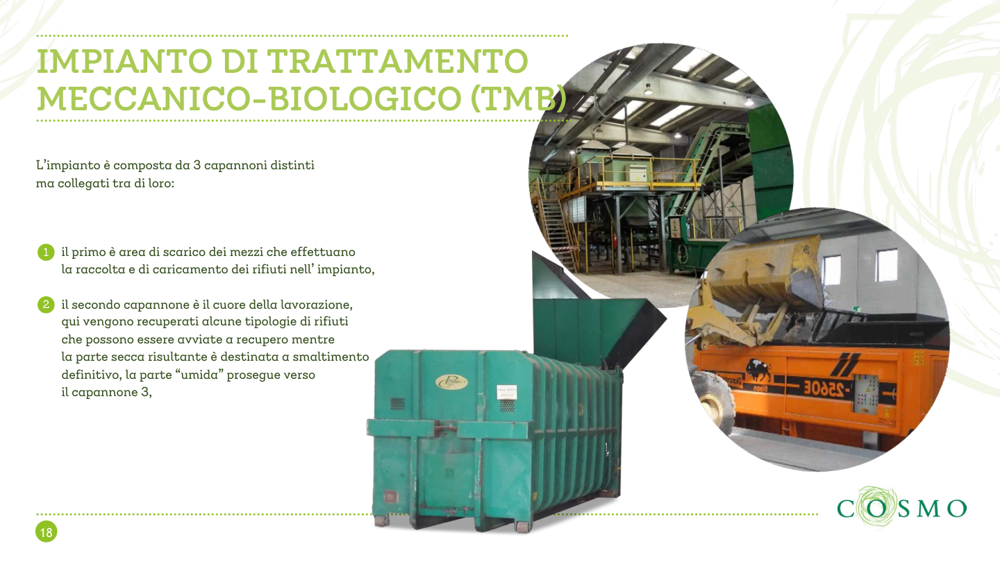 IMPIANTO DI TRATTAMENTO
MECCANICO-BIOLOGICO (TMB)
L’impianto è composta da 3 capannoni distinti
ma collegati tra di loro:
1 il primo è area di scarico dei mezzi che effettuano
la raccolta e di caricamento dei rifiuti nell’ impianto,
2 il secondo capannone è il cuore della lavorazione,
qui vengono recuperati alcune tipologie di rifiuti
che possono essere avviate a recupero mentre
la parte secca risultante è destinata a smaltimento
definitivo, la parte “umida” prosegue verso
il capannone 3,
Bison
-2560E
COSMO
18